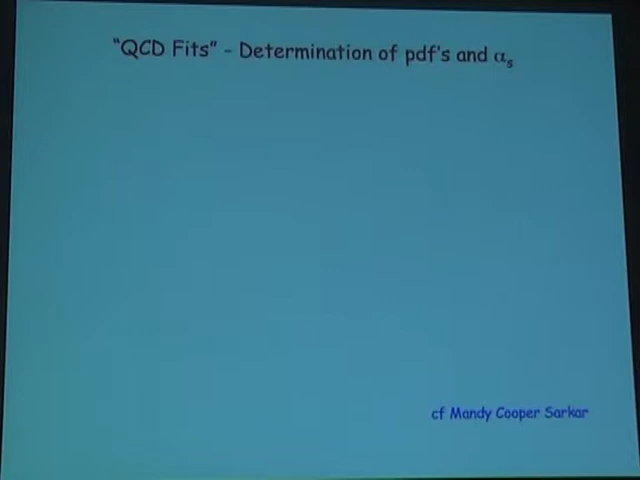 “QCD Fits” - Determination of pdf's and αₛ
cf Mandy Cooper Sarkar